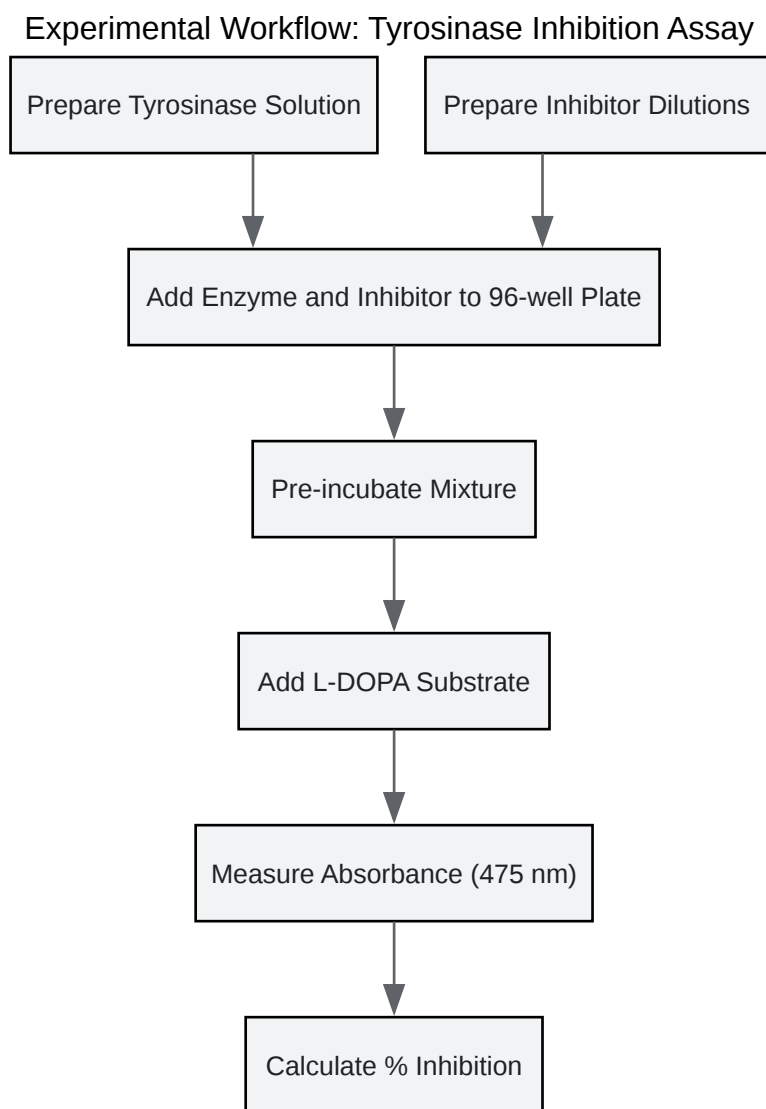 Experimental Workflow: Tyrosinase Inhibition Assay
Prepare Tyrosinase Solution
Prepare Inhibitor Dilutions
Add Enzyme and Inhibitor to 96-well Plate
Pre-incubate Mixture
Add L-DOPA Substrate
Measure Absorbance (475 nm)
Calculate % Inhibition